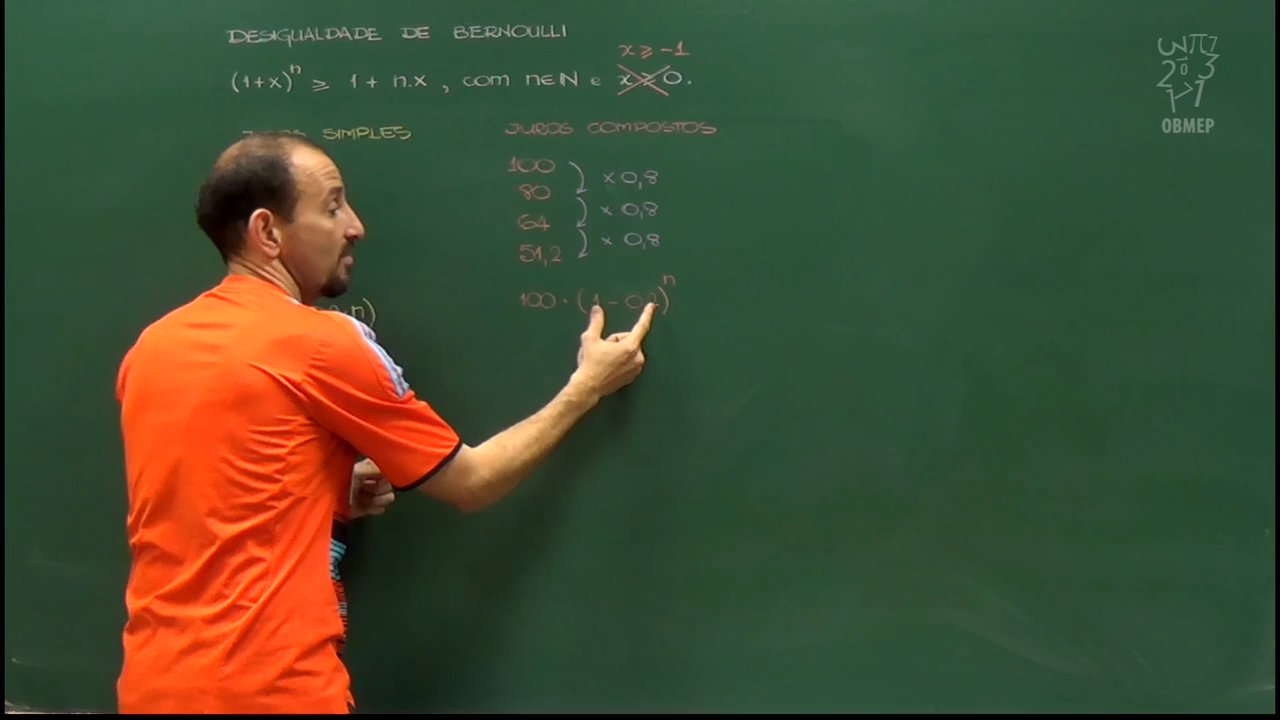 DESIGUALDADE DE BERNOULLI
x ≥ -1
(1+x)^n ≥ 1 + n.x , com n∈ℕ e x ≥ 0.
SIMPLES
JUROS COMPOSTOS
100
x 0,8
80
x 0,8
64
x 0,8
51,2
100 · (1 - 0,2)^n
n)
OBMEP